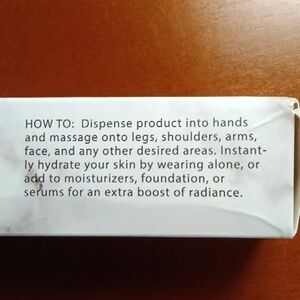 HOW TO: Dispense product into hands
and massage onto legs, shoulders, arms,
face, and any other desired areas. Instant-
ly hydrate your skin by wearing alone, or
add to moisturizers, foundation, or
serums for an extra boost of radiance.